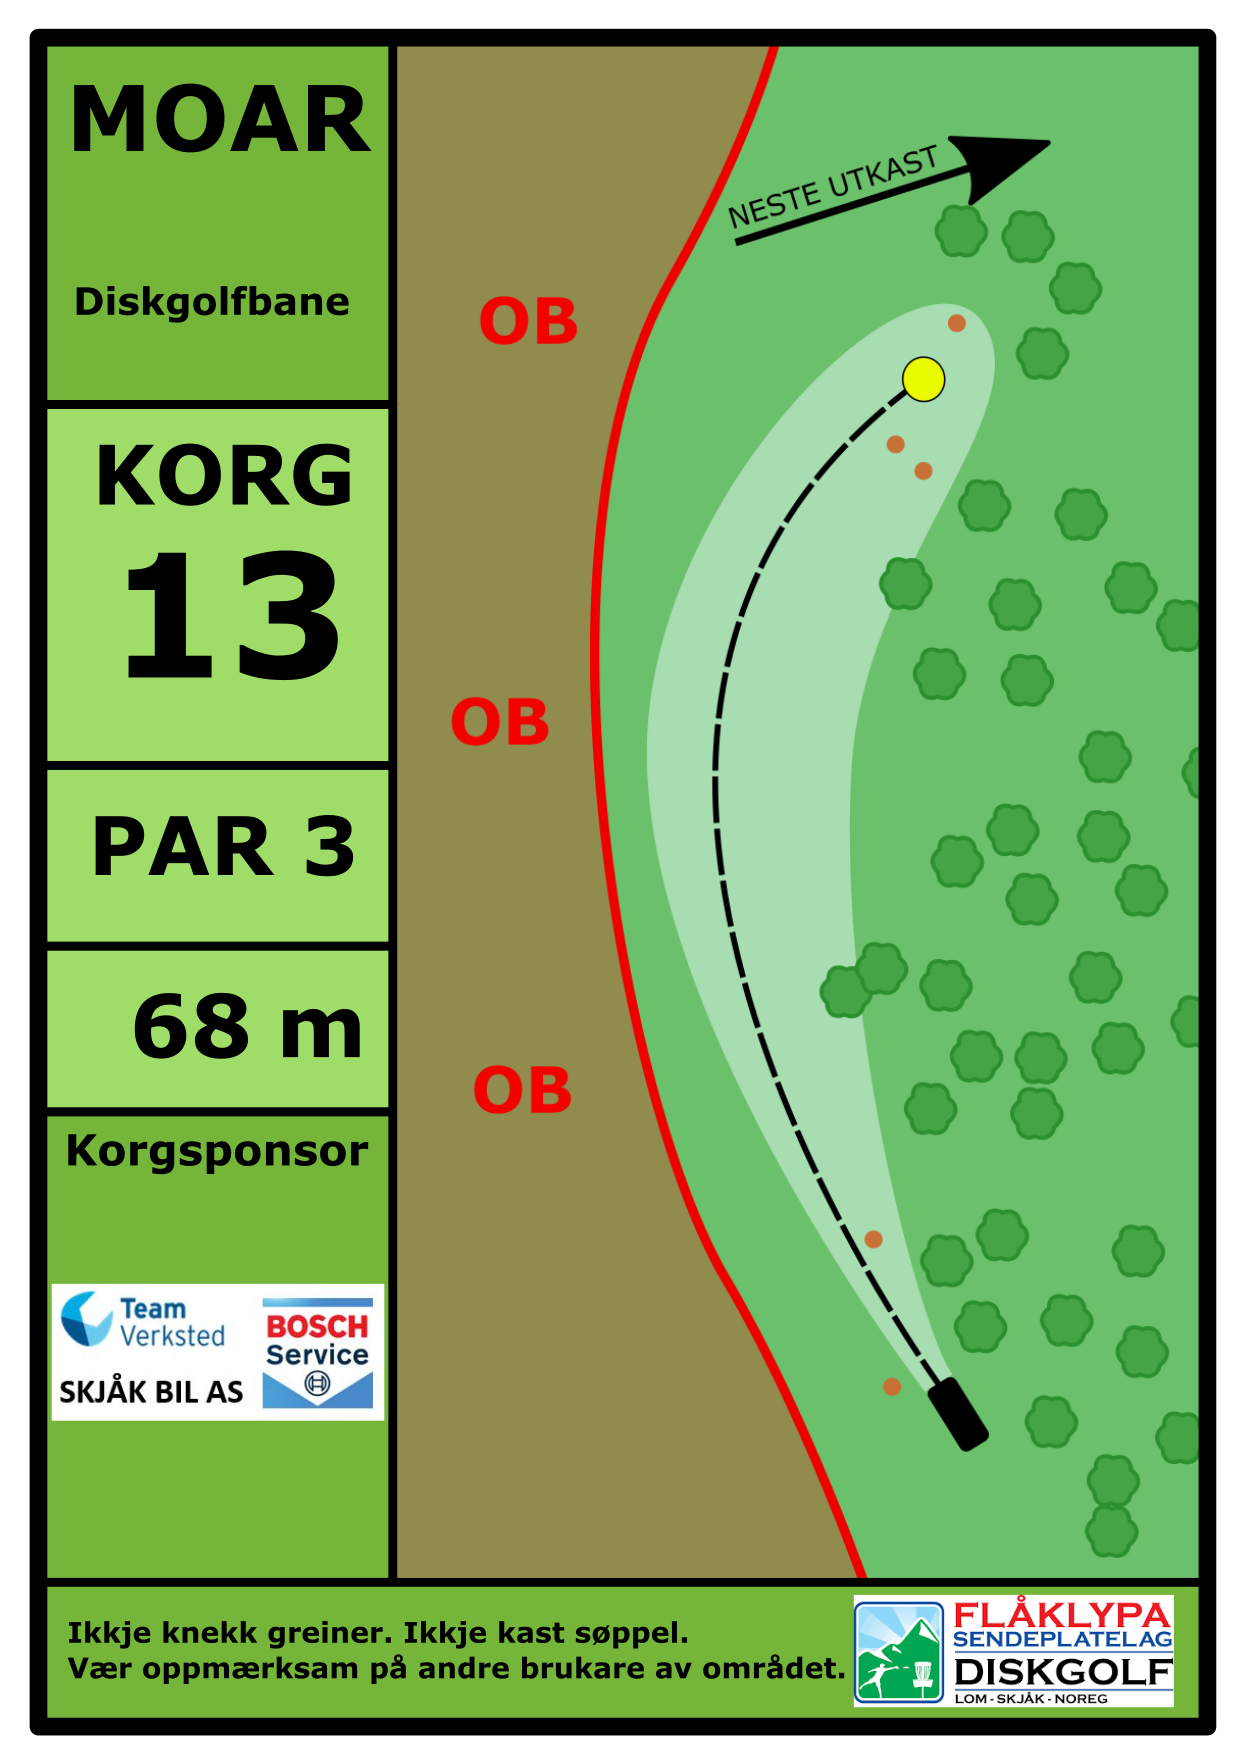 MOAR
Diskgolfbane
KORG
13
PAR 3
68 m
Korgsponsor
Team
Verksted
SKJÅK BIL AS
BOSCH
Service
NESTE UTKAST
OB
OB
OB
Ikkje knekk greiner. Ikkje kast søppel.
Vær oppmærksam på andre brukare av området.
FLÅKLYPA
SENDEPLATELAG
DISKGOLF
LOM - SKJÅK - NOREG